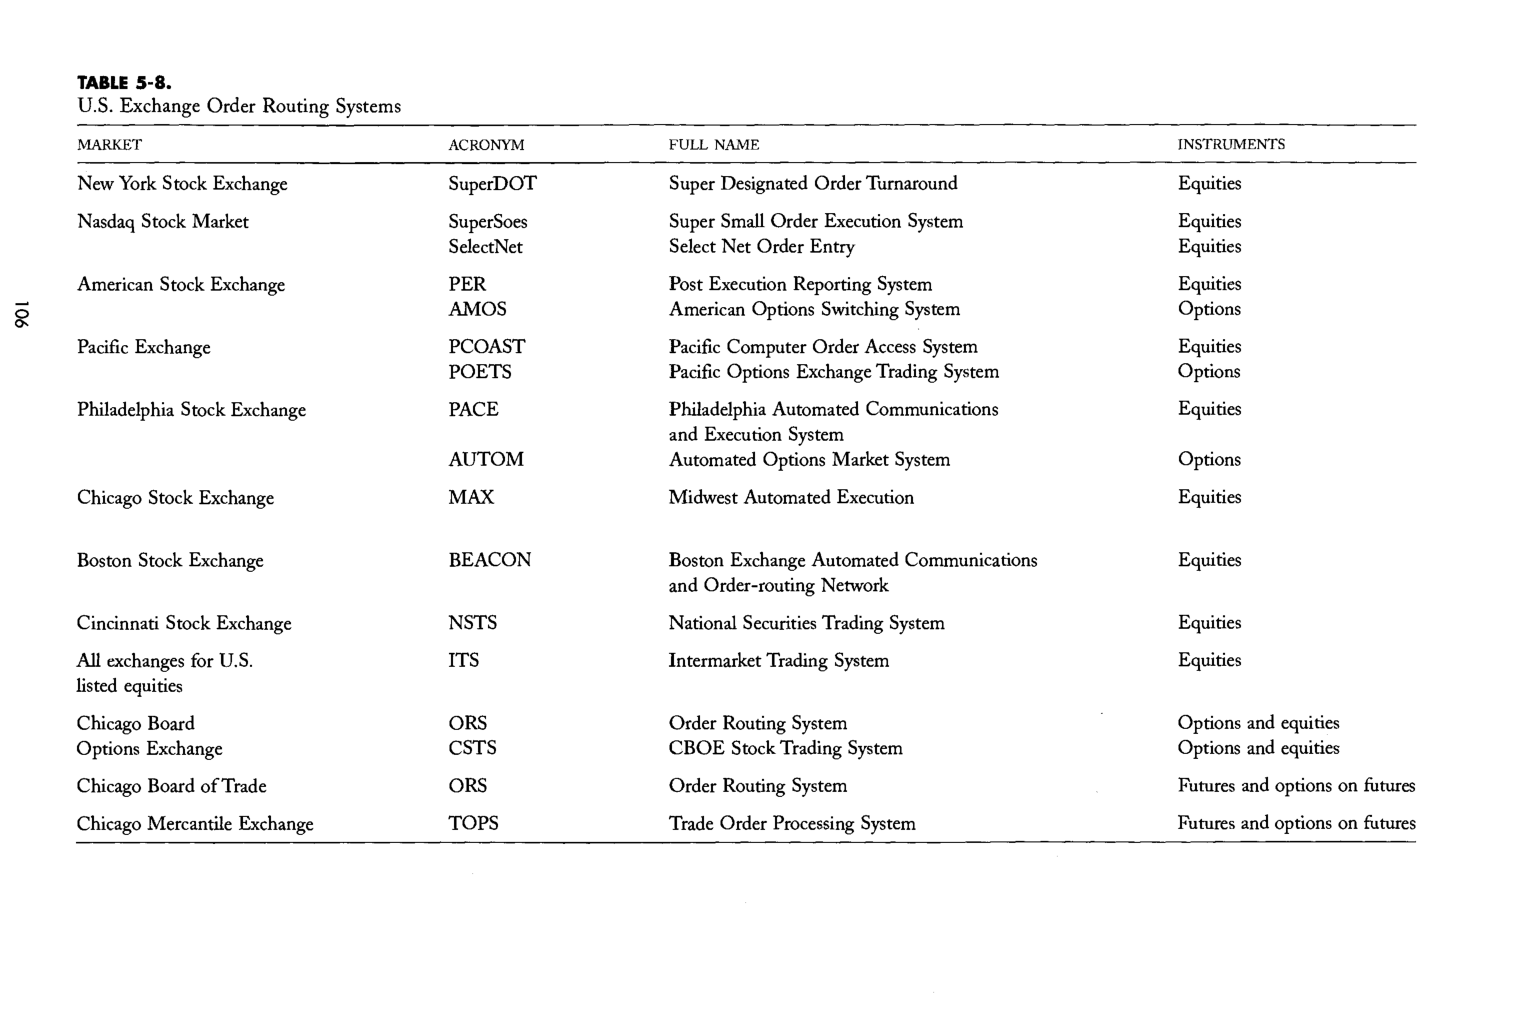 TABLE 5-8.
U.S. Exchange Order Routing Systems
MARKET ACRONYM FULL NAME INSTRUMENTS
New York Stock Exchange SuperDOT Super Designated Order Turnaround Equities
Nasdaq Stock Market SuperSoes Super Small Order Execution System Equities
SelectNet Select Net Order Entry Equities
American Stock Exchange PER Post Execution Reporting System Equities
AMOS American Options Switching System Options
Pacific Exchange PCOAST Pacific Computer Order Access System Equities
POETS Pacific Options Exchange Trading System Options
Philadelphia Stock Exchange PACE Philadelphia Automated Communications Equities
and Execution System
AUTOM Automated Options Market System Options
Chicago Stock Exchange MAX Midwest Automated Execution Equities
Boston Stock Exchange BEACON Boston Exchange Automated Communications Equities
and Order-routing Network
Cincinnati Stock Exchange NSTS National Securities Trading System Equities
All exchanges for U.S. ITS Intermarket Trading System Equities
listed equities
Chicago Board ORS Order Routing System Options and equities
Options Exchange CSTS CBOE Stock Trading System Options and equities
Chicago Board of Trade ORS Order Routing System Futures and options on futures
Chicago Mercantile Exchange TOPS Trade Order Processing System Futures and options on futures
106